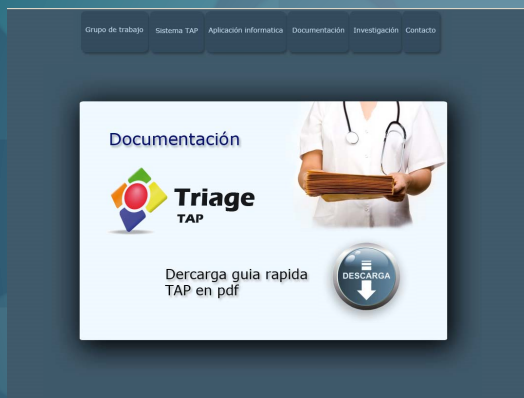 Grupo de trabajo
Sistema TAP
Aplicación informatica
Documentación
Investigación
Contacto
Documentación
Triage
TAP
Dercarga guia rapida
TAP en pdf
DESCARGA